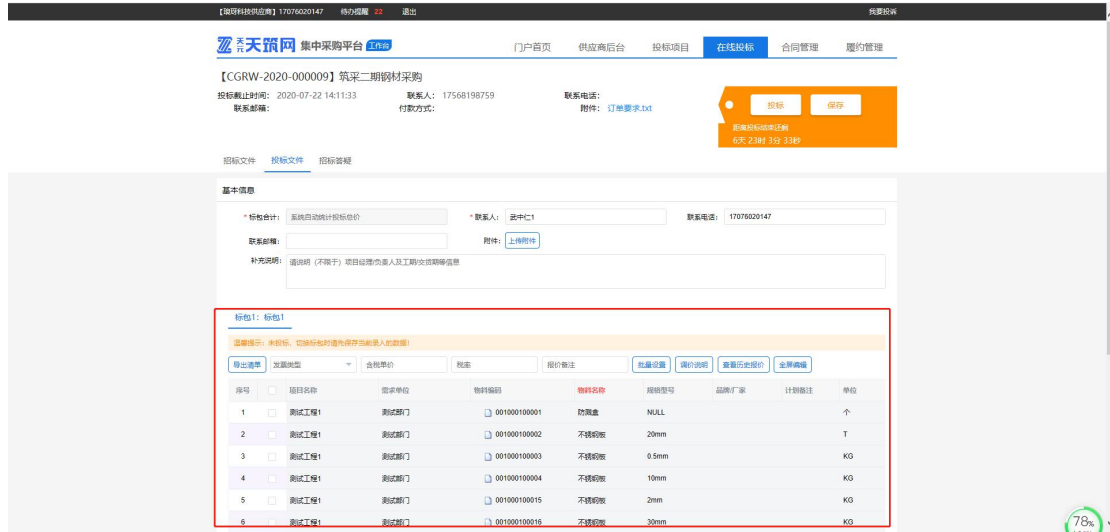 【琅玡科技供应商】17076020147 待办提醒 22 退出 我要投诉
天筑网 集中采购平台 工作台 门户首页 供应商后台 投标项目 在线投标 合同管理 履约管理
【CGRW-2020-000009】筑采二期钢材采购
投标截止时间： 2020-07-22 14:11:33 联系人： 17568198759 联系电话：
联系邮箱： 付款方式： 附件： 订单要求.txt
投标 保存
距离投标结束还剩
6天 23时 3分 33秒
招标文件 投标文件 招标答疑
基本信息
* 标包合计： 系统自动统计投标总价 * 联系人： 武中仁1 联系电话： 17076020147
联系邮箱： 附件： 上传附件
补充说明： 请说明（不限于）项目经理/负责人及工期/交货期等信息
标包1：标包1
温馨提示：未投标、切换标包时请先保存当前录入的数据！
导出清单 发票类型 含税单价 税率 报价备注 批量设置 调价说明 查看历史报价 全屏编辑
序号 项目名称 需求单位 物料编码 物料名称 规格型号 品牌/厂家 计划备注 单位
1 测试工程1 测试部门 001000100001 防溅盒 NULL 个
2 测试工程1 测试部门 001000100002 不锈钢板 20mm T
3 测试工程1 测试部门 001000100003 不锈钢板 0.5mm KG
4 测试工程1 测试部门 001000100004 不锈钢板 10mm KG
5 测试工程1 测试部门 001000100015 不锈钢板 2mm KG
6 测试工程1 测试部门 001000100016 不锈钢板 30mm KG
78%